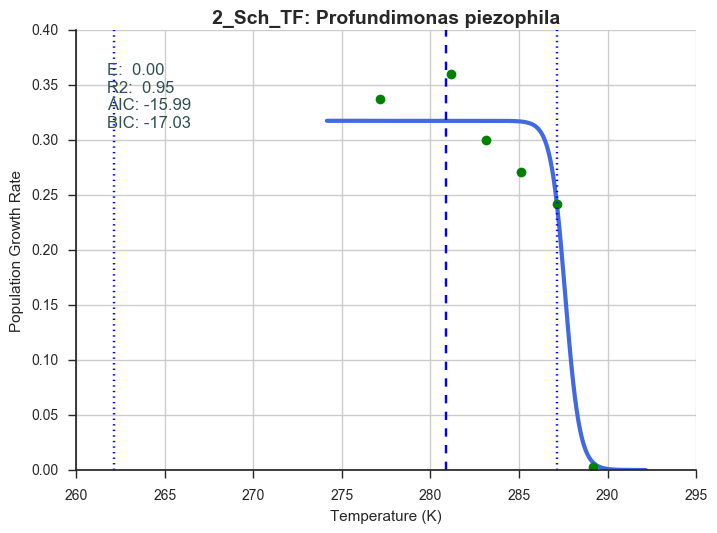 2_Sch_TF: Profundimonas piezophila
E: 0.00
R2: 0.95
AIC: -15.99
BIC: -17.03
Population Growth Rate
0.40
0.35
0.30
0.25
0.20
0.15
0.10
0.05
0.00
260 265 270 275 280 285 290 295
Temperature (K)